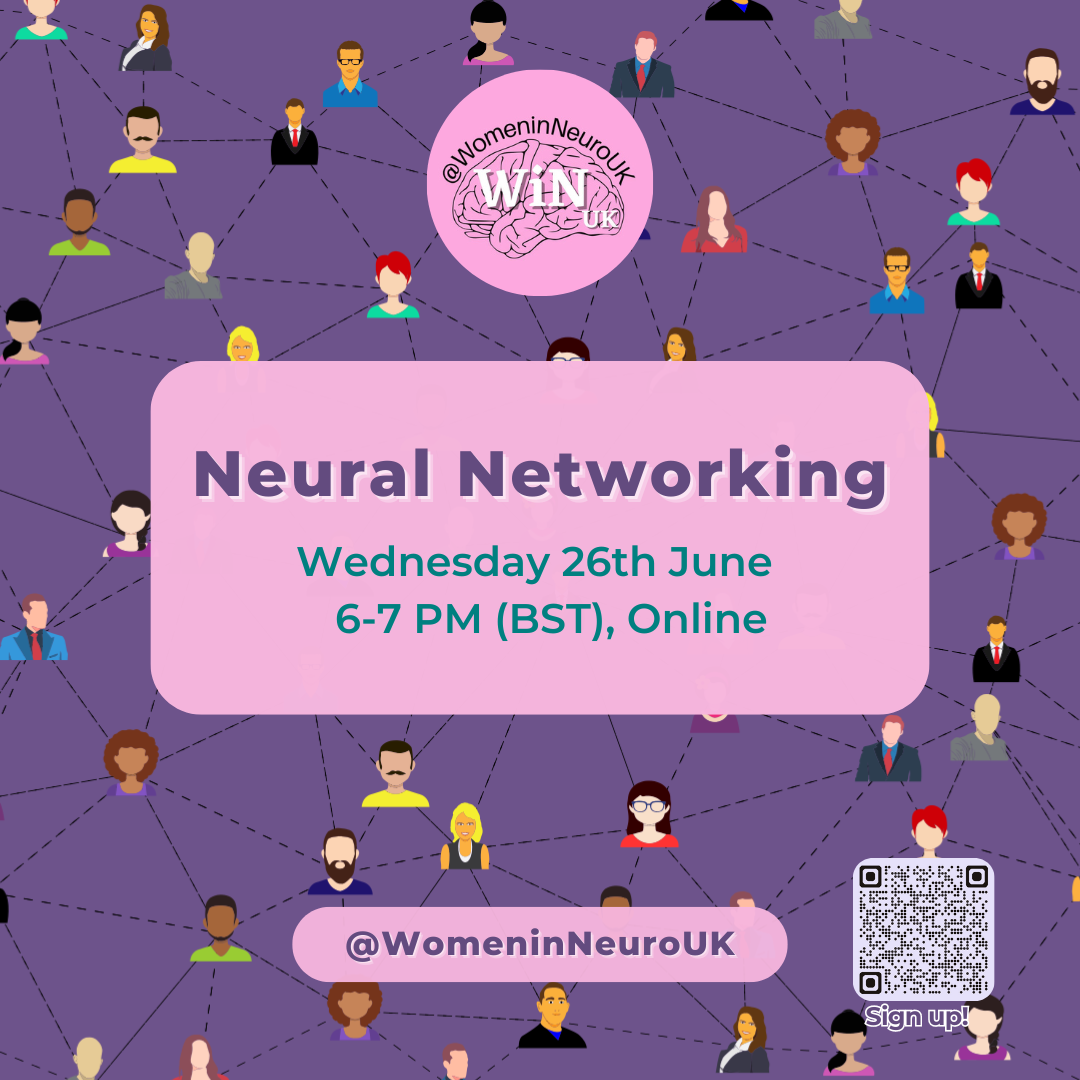 @WomeninNeuroUK
WiN
UK
Neural Networking
Wednesday 26th June
6-7 PM (BST), Online
@WomeninNeuroUK
Sign up!